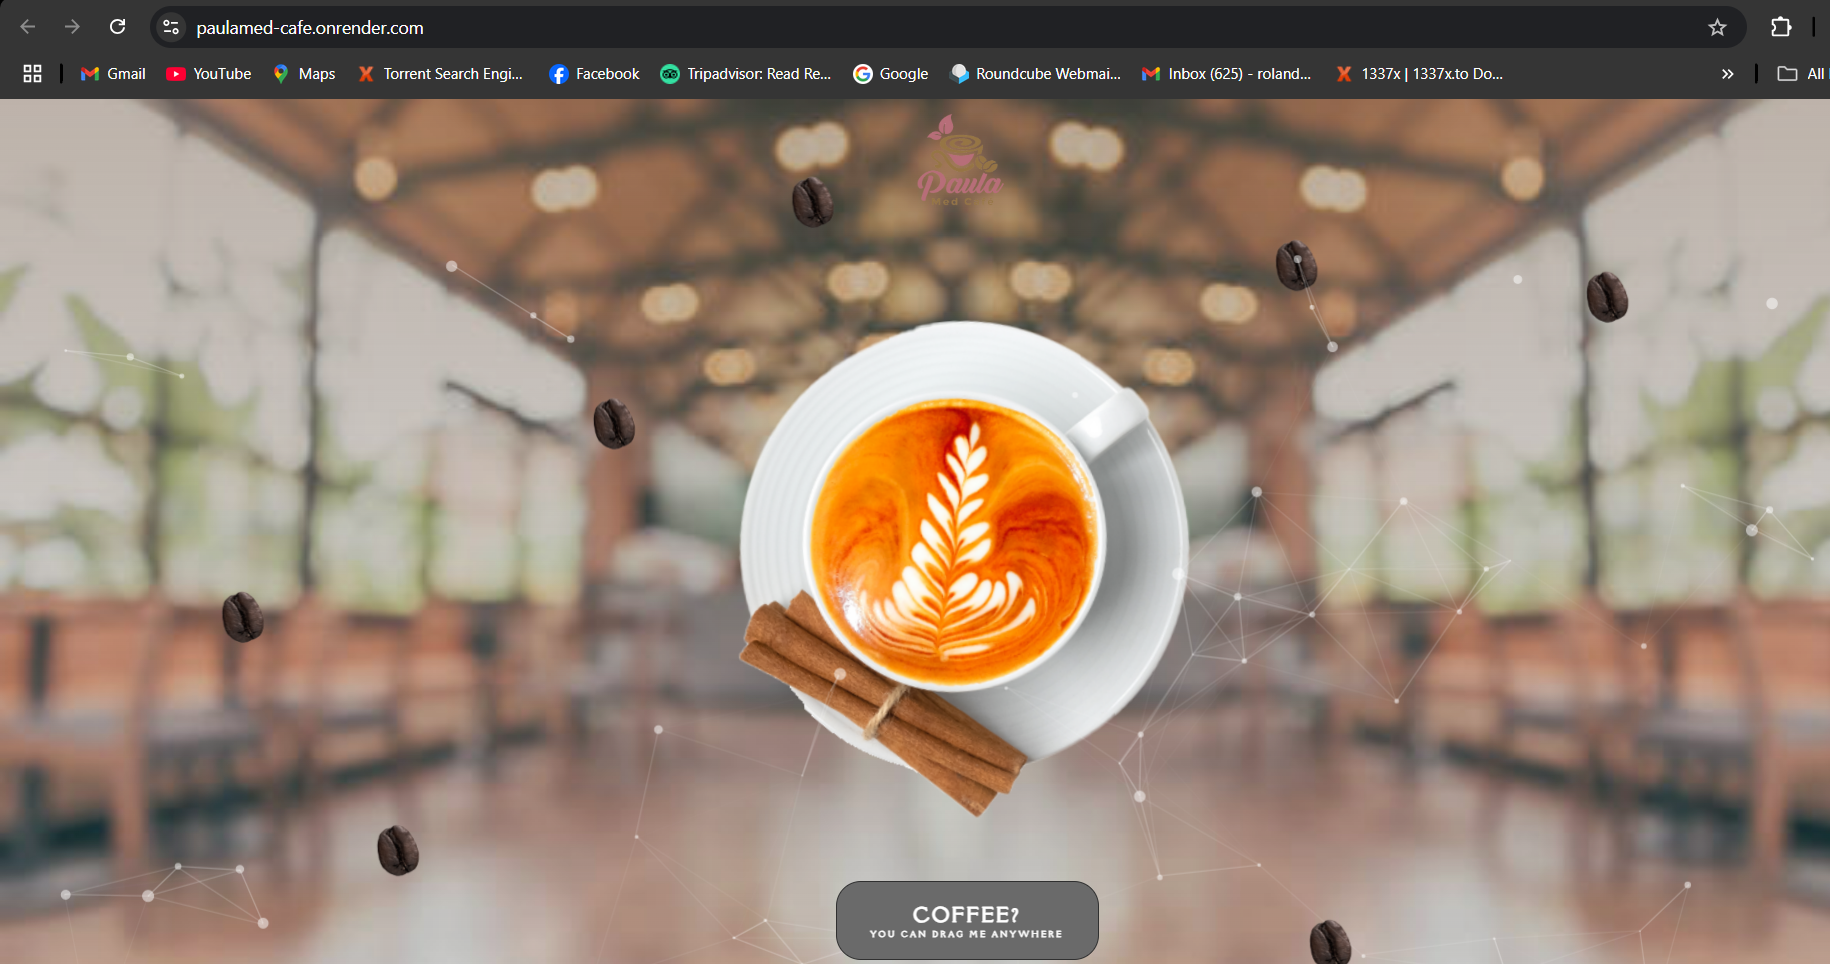 paulamed-cafe.onrender.com
Gmail
YouTube
Maps
Torrent Search Engi...
Facebook
Tripadvisor: Read Re...
Google
Roundcube Webmai...
Inbox (625) - roland...
1337x | 1337x.to Do...
All
Paula
Med
COFFEE?
YOU CAN DRAG ME ANYWHERE